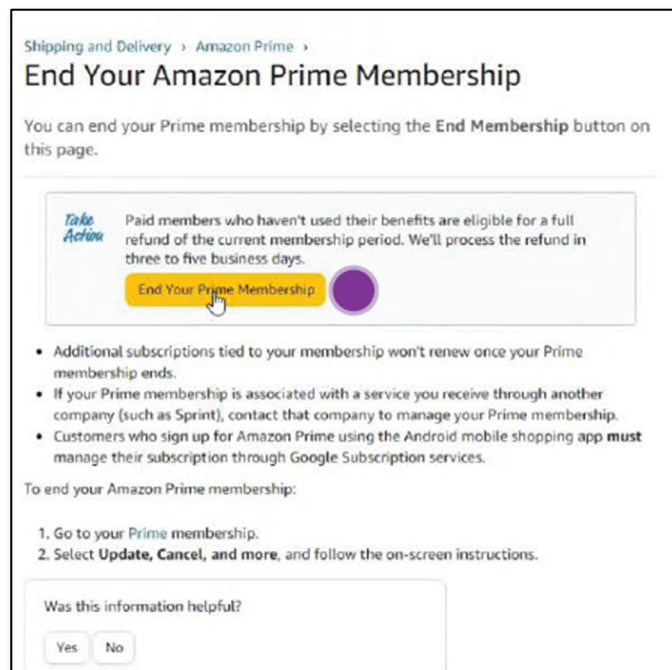 Shipping and Delivery › Amazon Prime ›
End Your Amazon Prime Membership
You can end your Prime membership by selecting the End Membership button on
this page.
Take
Action
Paid members who haven't used their benefits are eligible for a full
refund of the current membership period. We'll process the refund in
three to five business days.
End Your Prime Membership
• Additional subscriptions tied to your membership won't renew once your Prime
membership ends.
• If your Prime membership is associated with a service you receive through another
company (such as Sprint), contact that company to manage your Prime membership.
• Customers who sign up for Amazon Prime using the Android mobile shopping app must
manage their subscription through Google Subscription services.
To end your Amazon Prime membership:
1. Go to your Prime membership.
2. Select Update, Cancel, and more, and follow the on-screen instructions.
Was this information helpful?
Yes No